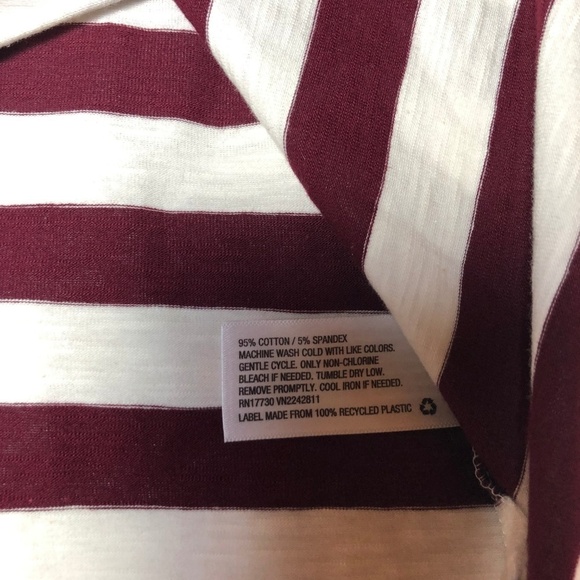 95% COTTON / 5% SPANDEX
MACHINE WASH COLD WITH LIKE COLORS.
GENTLE CYCLE. ONLY NON-CHLORINE
BLEACH IF NEEDED. TUMBLE DRY LOW.
REMOVE PROMPTLY. COOL IRON IF NEEDED.
RN17730 VN2242811
LABEL MADE FROM 100% RECYCLED PLASTIC